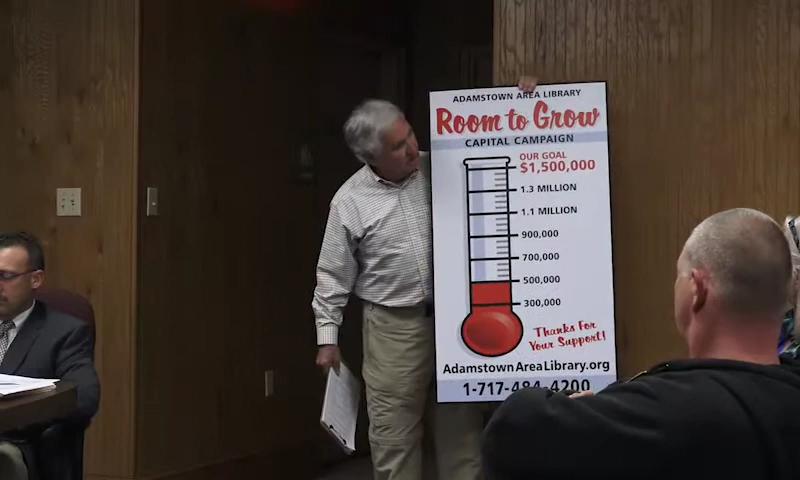 ADAMSTOWN AREA LIBRARY
Room to Grow
CAPITAL CAMPAIGN
OUR GOAL
$1,500,000
1.3 MILLION
1.1 MILLION
900,000
700,000
500,000
300,000
Thanks For
Your Support!
AdamstownAreaLibrary.org
1-717-484-4200